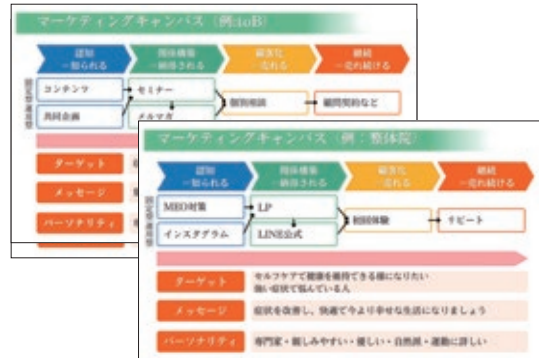 マーケティングキャンバス（例:toB）
認知
－知られる
関係構築
－納得される
顧客化
－売れる
継続
－売れ続ける
コンテンツ
セミナー
共同企画
メルマガ
個別相談
顧問契約など
ターゲット
メッセージ
パーソナリティ
マーケティングキャンバス（例：整体院）
認知
－知られる
関係構築
－納得される
顧客化
－売れる
継続
－売れ続ける
MEO対策
LP
インスタグラム
LINE公式
初回体験
リピート
ターゲット
セルフケアで健康を維持できる様になりたい
強い症状で悩んでいる人
メッセージ
症状を改善し、快適で今より幸せな生活になりましょう
パーソナリティ
専門家・親しみやすい・優しい・自然派・運動に詳しい